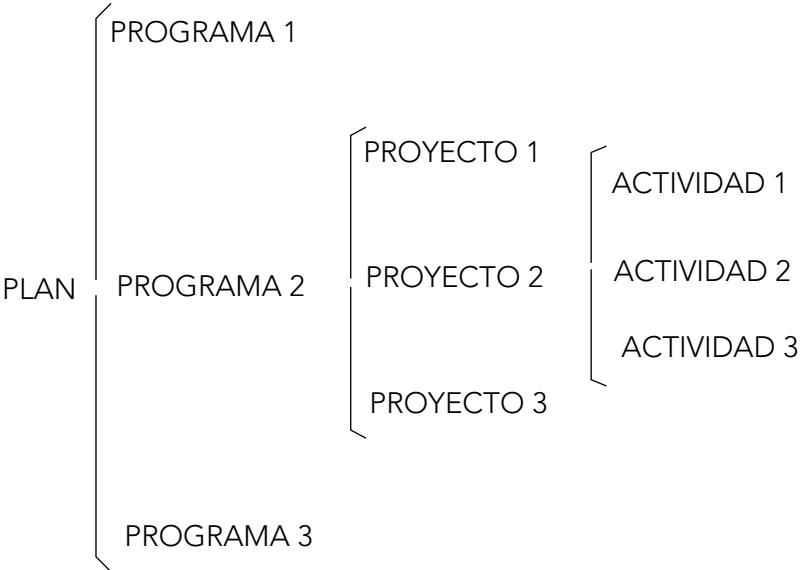 PROGRAMA 1
PROYECTO 1
ACTIVIDAD 1
PLAN
PROGRAMA 2
PROYECTO 2
ACTIVIDAD 2
ACTIVIDAD 3
PROYECTO 3
PROGRAMA 3